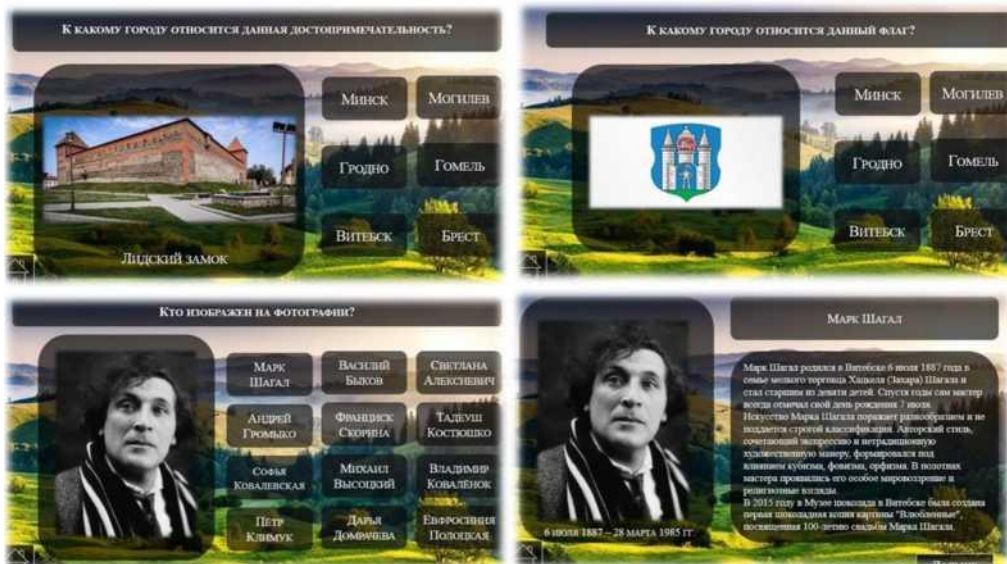 К КАКОМУ ГОРОДУ ОТНОСИТСЯ ДАННАЯ ДОСТОПРИМЕЧАТЕЛЬНОСТЬ?
МИНСК МОГИЛЕВ
ГРОДНО ГОМЕЛЬ
ВИТЕБСК БРЕСТ
ЛИДСКИЙ ЗАМОК
К КАКОМУ ГОРОДУ ОТНОСИТСЯ ДАННЫЙ ФЛАГ?
МИНСК МОГИЛЕВ
ГРОДНО ГОМЕЛЬ
ВИТЕБСК БРЕСТ
КТО ИЗОБРАЖЕН НА ФОТОГРАФИИ?
МАРК ШАГАЛ
ВАСИЛИЙ БЫКОВ
СВЕТЛАНА АЛЕКСИЕВИЧ
АНДРЕЙ ГРОМЫКО
ФРАНЦИСК СКОРИНА
ТАДЕУШ КОСТЮШКО
СОФЬЯ КОВАЛЕВСКАЯ
МИХАИЛ ВЫСОЦКИЙ
ВЛАДИМИР КОВАЛЁНОК
ПЁТР КЛИМУК
ДАРЬЯ ДОМРАЧЕВА
ЕВФРОСИНИЯ ПОЛОЦКАЯ
МАРК ШАГАЛ
Марк Шагал родился в Витебске 6 июля 1887 года в
семье мелкого торговца Хацкеля (Захара) Шагала и
стал старшим из девяти детей. Спустя годы сам мастер
всегда отмечал свой день рождения 7 июля.
Искусство Марка Шагала поражает разнообразием и не
поддается строгой классификации. Авторский стиль,
сочетающий экспрессию и нетрадиционную
художественную манеру, формировался под
влиянием кубизма, фовизма, орфизма. В полотнах
мастера проявились его особое мировоззрение и
религиозные взгляды.
В 2015 году в Музее шоколада в Витебске была создана
первая шоколадная копия картины "Влюбленные",
посвященная 100-летию свадьбы Марка Шагала.
6 ИЮЛЯ 1887 – 28 МАРТА 1985 ГГ